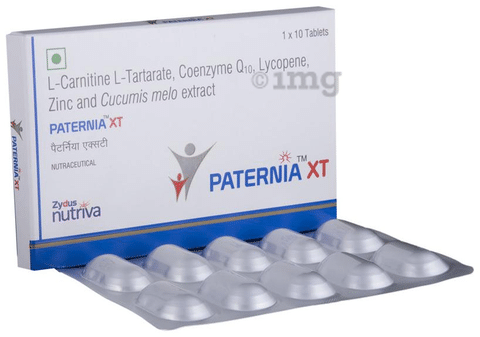 1 x 10 Tablets
L-Carnitine L-Tartarate, Coenzyme Q10, Lycopene,
Zinc and Cucumis melo extract
PATERNIA™ XT
पैटर्निया एक्सटी
NUTRACEUTICAL
PATERNIA™ XT
Zydus
nutriva
PATERNIA XT
1mg